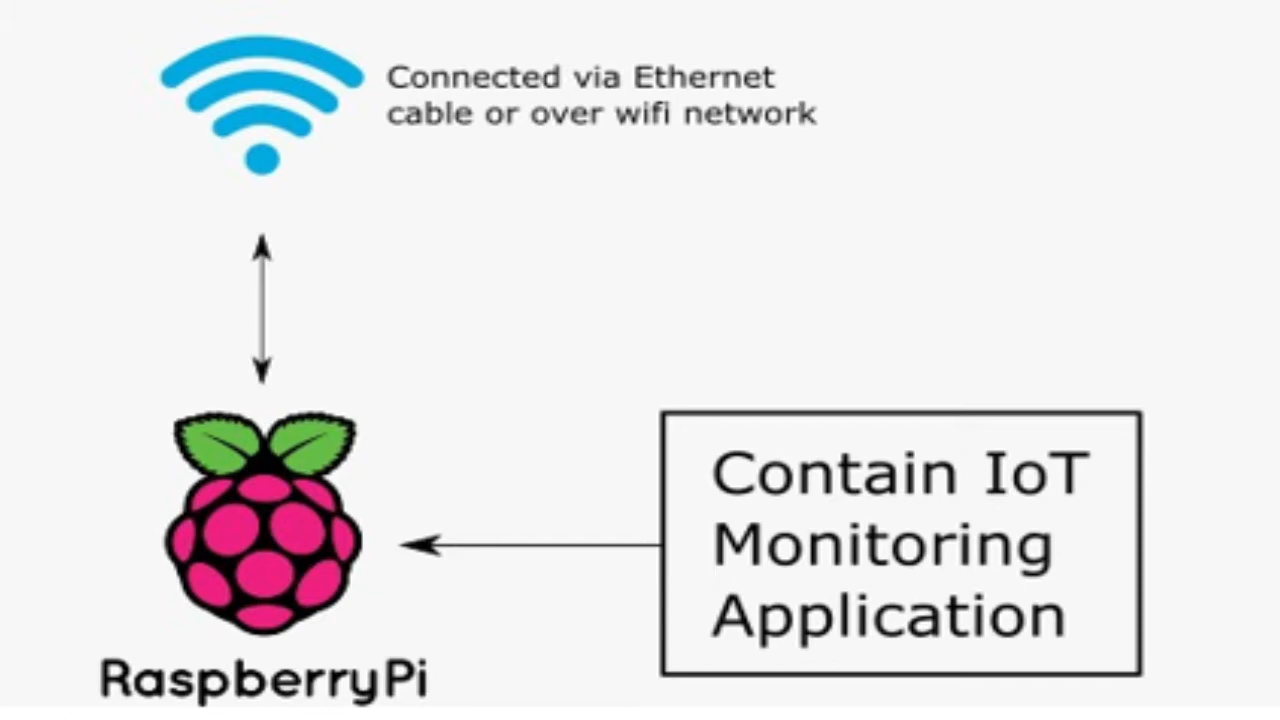 Connected via Ethernet
cable or over wifi network
Contain IoT
Monitoring
Application
RaspberryPi